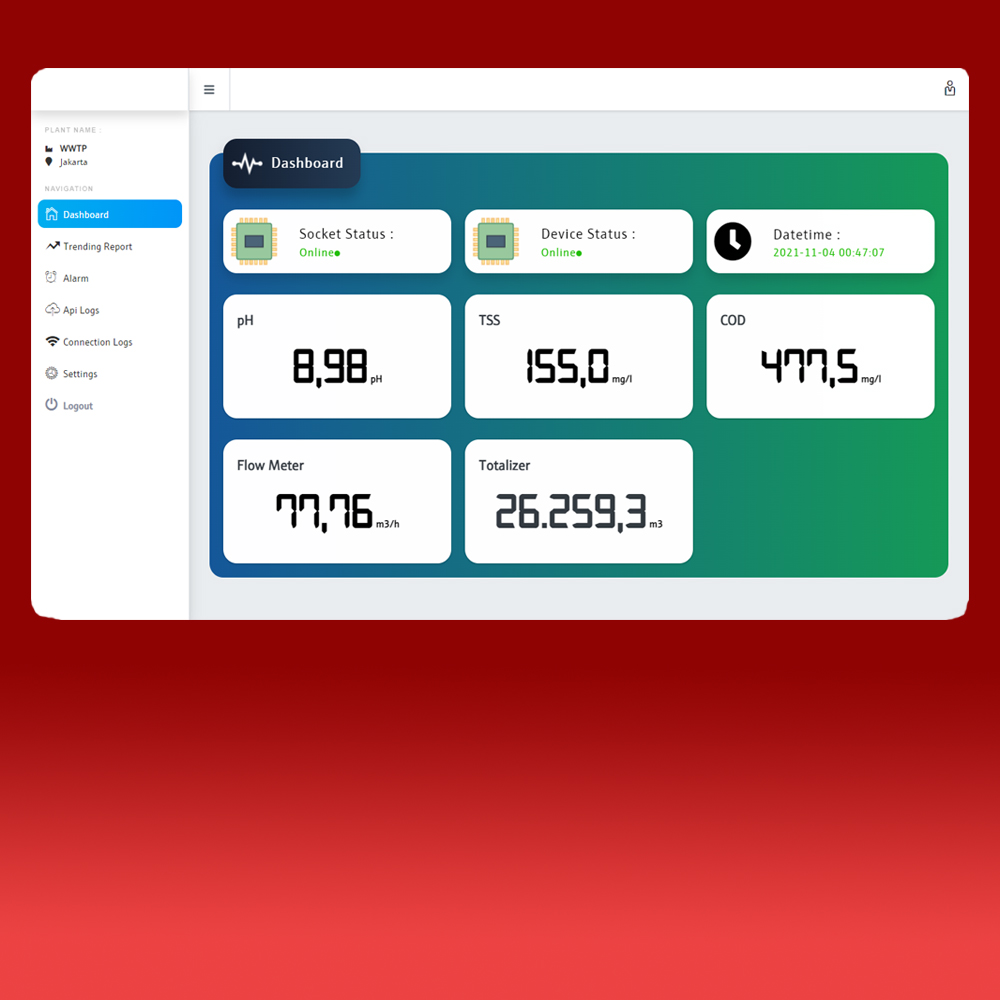 PLANT NAME :
WWTP
Jakarta
NAVIGATION
Dashboard
Trending Report
Alarm
Api Logs
Connection Logs
Settings
Logout
Dashboard
Socket Status :
Online
Device Status :
Online
Datetime :
2021-11-04 00:47:07
pH
8,98 pH
TSS
155,0 mg/l
COD
477,5 mg/l
Flow Meter
77,76 m3/h
Totalizer
26.259,3 m3